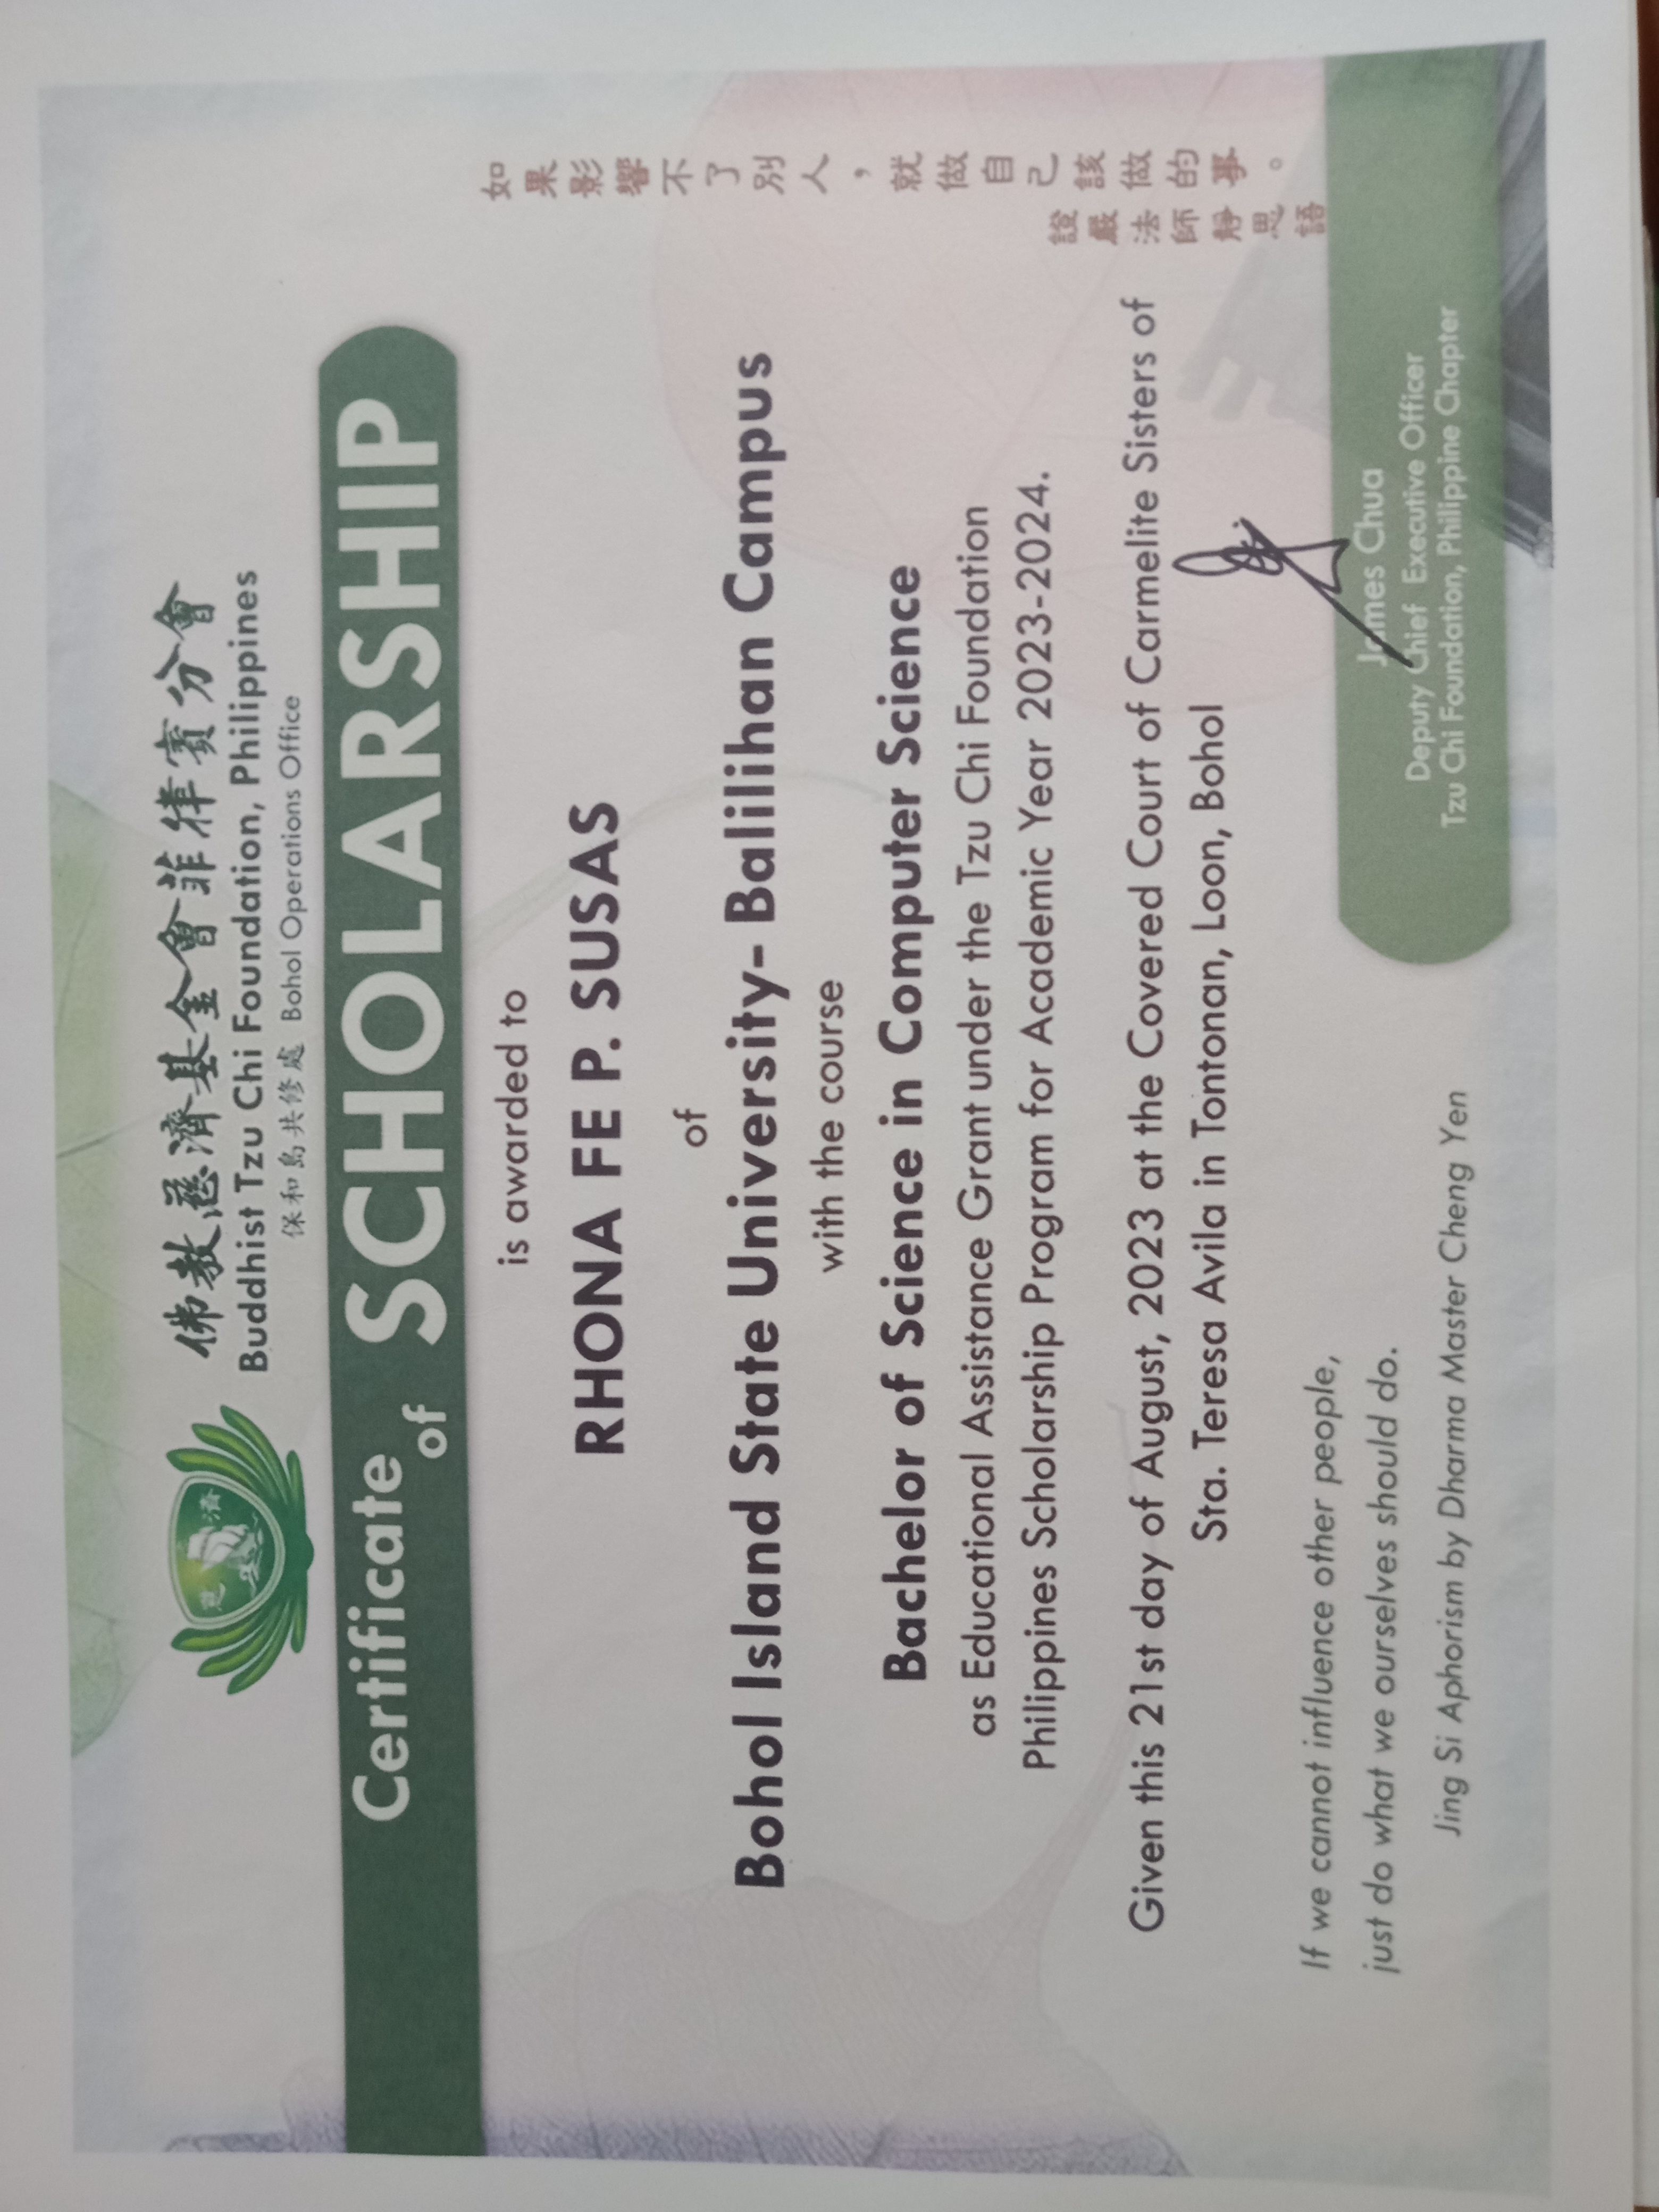 慈濟
佛教慈濟基金會菲律賓分會
Buddhist Tzu Chi Foundation, Philippines
保和島共修處 Bohol Operations Office
Certificate of SCHOLARSHIP
is awarded to
RHONA FE P. SUSAS
of
Bohol Island State University- Balilihan Campus
with the course
Bachelor of Science in Computer Science
as Educational Assistance Grant under the Tzu Chi Foundation
Philippines Scholarship Program for Academic Year 2023-2024.
Given this 21st day of August, 2023 at the Covered Court of Carmelite Sisters of
Sta. Teresa Avila in Tontonan, Loon, Bohol
If we cannot influence other people,
just do what we ourselves should do.
Jing Si Aphorism by Dharma Master Cheng Yen
James Chua
Deputy Chief Executive Officer
Tzu Chi Foundation, Philippine Chapter
如果影響不了別人，就做自己該做的事。
證嚴法師靜思語